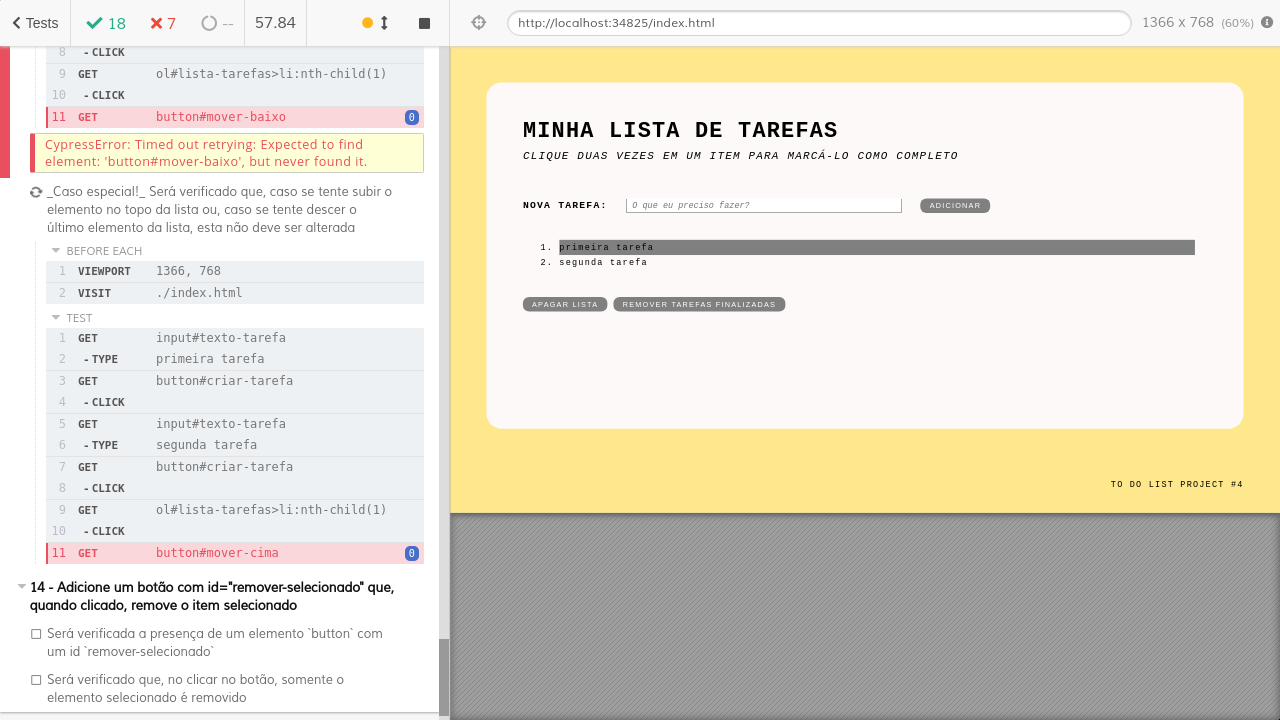 Tests 18 7 -- 57.84
http://localhost:34825/index.html 1366 x 768 (60%)
8 - CLICK
9 GET ol#lista-tarefas>li:nth-child(1)
10 - CLICK
11 GET button#mover-baixo 0
CypressError: Timed out retrying: Expected to find
element: 'button#mover-baixo', but never found it.
_Caso especial!_ Será verificado que, caso se tente subir o
elemento no topo da lista ou, caso se tente descer o
último elemento da lista, esta não deve ser alterada
BEFORE EACH
1 VIEWPORT 1366, 768
2 VISIT ./index.html
TEST
1 GET input#texto-tarefa
2 - TYPE primeira tarefa
3 GET button#criar-tarefa
4 - CLICK
5 GET input#texto-tarefa
6 - TYPE segunda tarefa
7 GET button#criar-tarefa
8 - CLICK
9 GET ol#lista-tarefas>li:nth-child(1)
10 - CLICK
11 GET button#mover-cima 0
14 - Adicione um botão com id="remover-selecionado" que,
quando clicado, remove o item selecionado
Será verificada a presença de um elemento `button` com
um id `remover-selecionado`
Será verificado que, no clicar no botão, somente o
elemento selecionado é removido
MINHA LISTA DE TAREFAS
CLIQUE DUAS VEZES EM UM ITEM PARA MARCÁ-LO COMO COMPLETO
NOVA TAREFA: O que eu preciso fazer? ADICIONAR
1. primeira tarefa
2. segunda tarefa
APAGAR LISTA REMOVER TAREFAS FINALIZADAS
TO DO LIST PROJECT #4